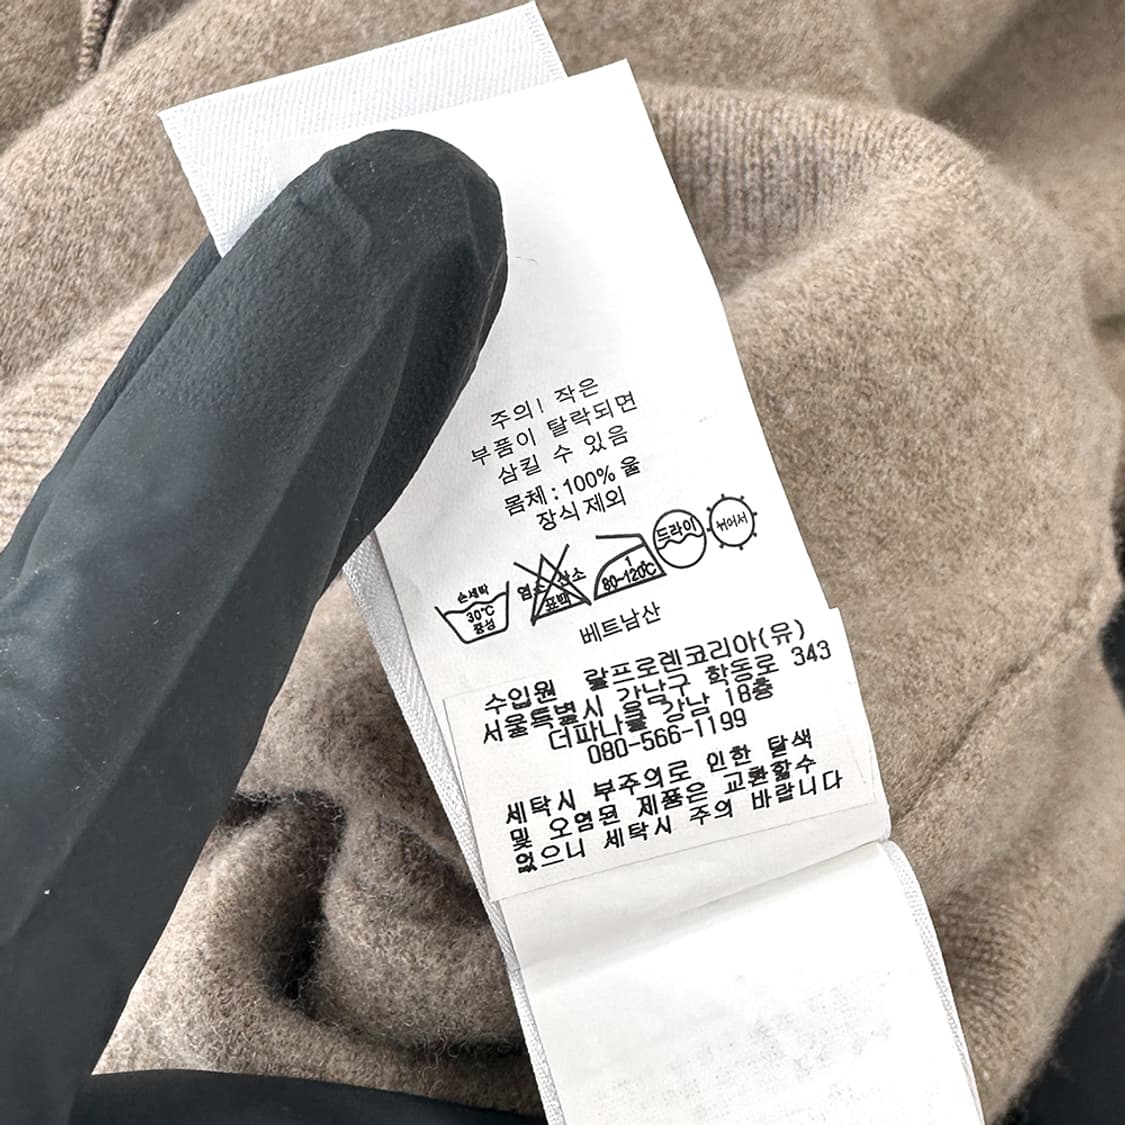 주의! 작은
부품이 탈락되면
삼킬 수 있음
몸체 : 100% 울
장식 제외
손세탁
30℃
중성
염소 산소
표백
1
80~120℃
드라이
뉘어서
베트남산
수입원 랄프로렌코리아(유)
서울특별시 강남구 학동로 343
더피나클 강남 18층
080-566-1199
세탁시 부주의로 인한 탈색
및 오염된 제품은 교환할수
없으니 세탁시 주의 바랍니다